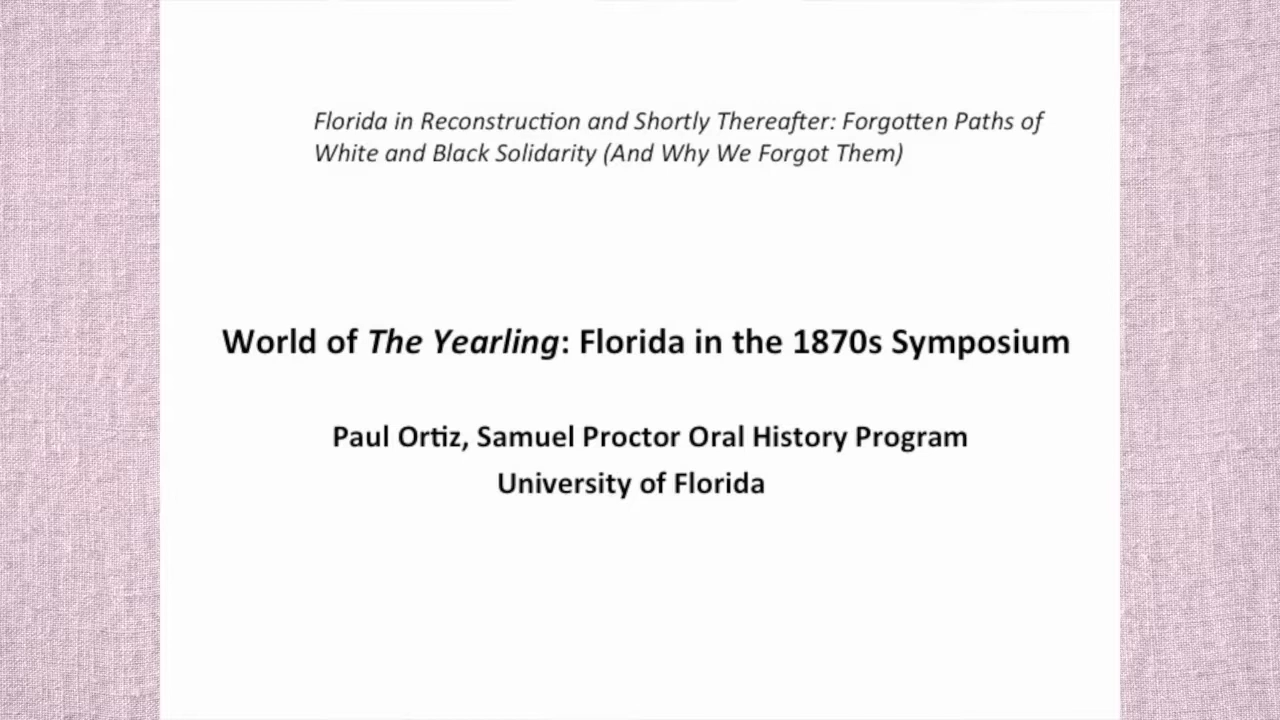 Florida in Reconstruction and Shortly Thereafter: Forgotten Paths of
White and Black Solidarity (And Why We Forgot Them)
World of The Yearling: Florida in the 1870s Symposium
Paul Ortiz, Samuel Proctor Oral History Program
University of Florida